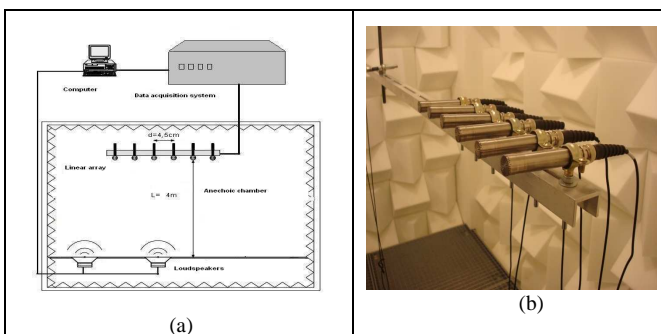 Computer
Data acquisition system
d=4,5cm
Linear array
L= 4m
Anechoic chamber
Loudspeakers
(a)
(b)